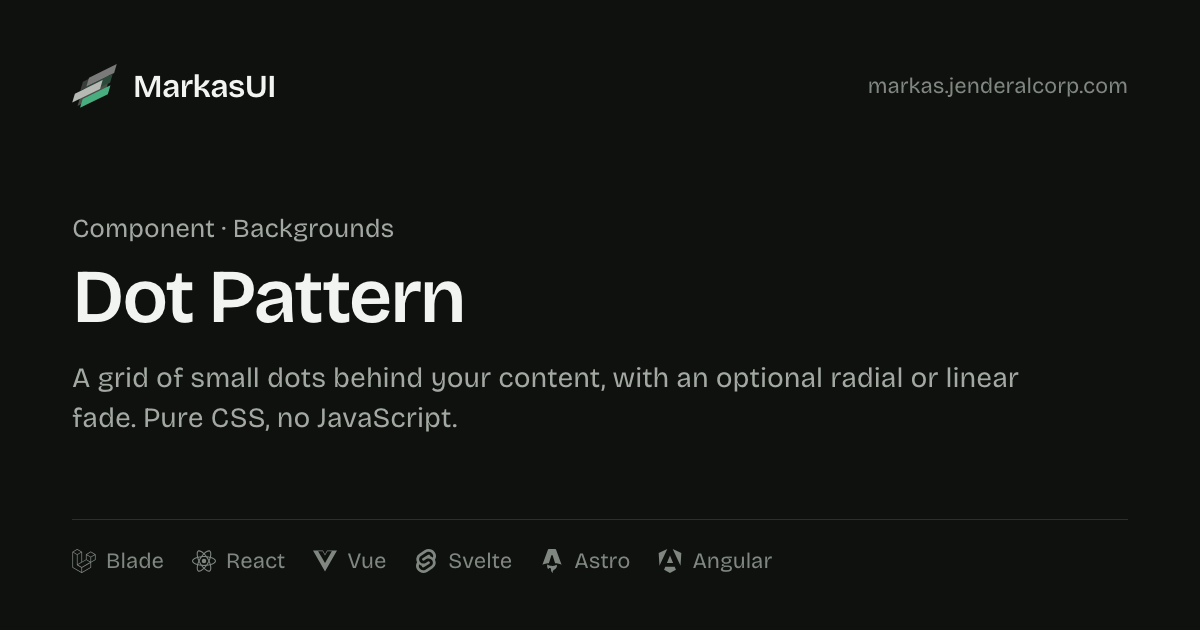 MarkasUI
markas.jenderalcorp.com
Component · Backgrounds
Dot Pattern
A grid of small dots behind your content, with an optional radial or linear
fade. Pure CSS, no JavaScript.
Blade React Vue Svelte Astro Angular